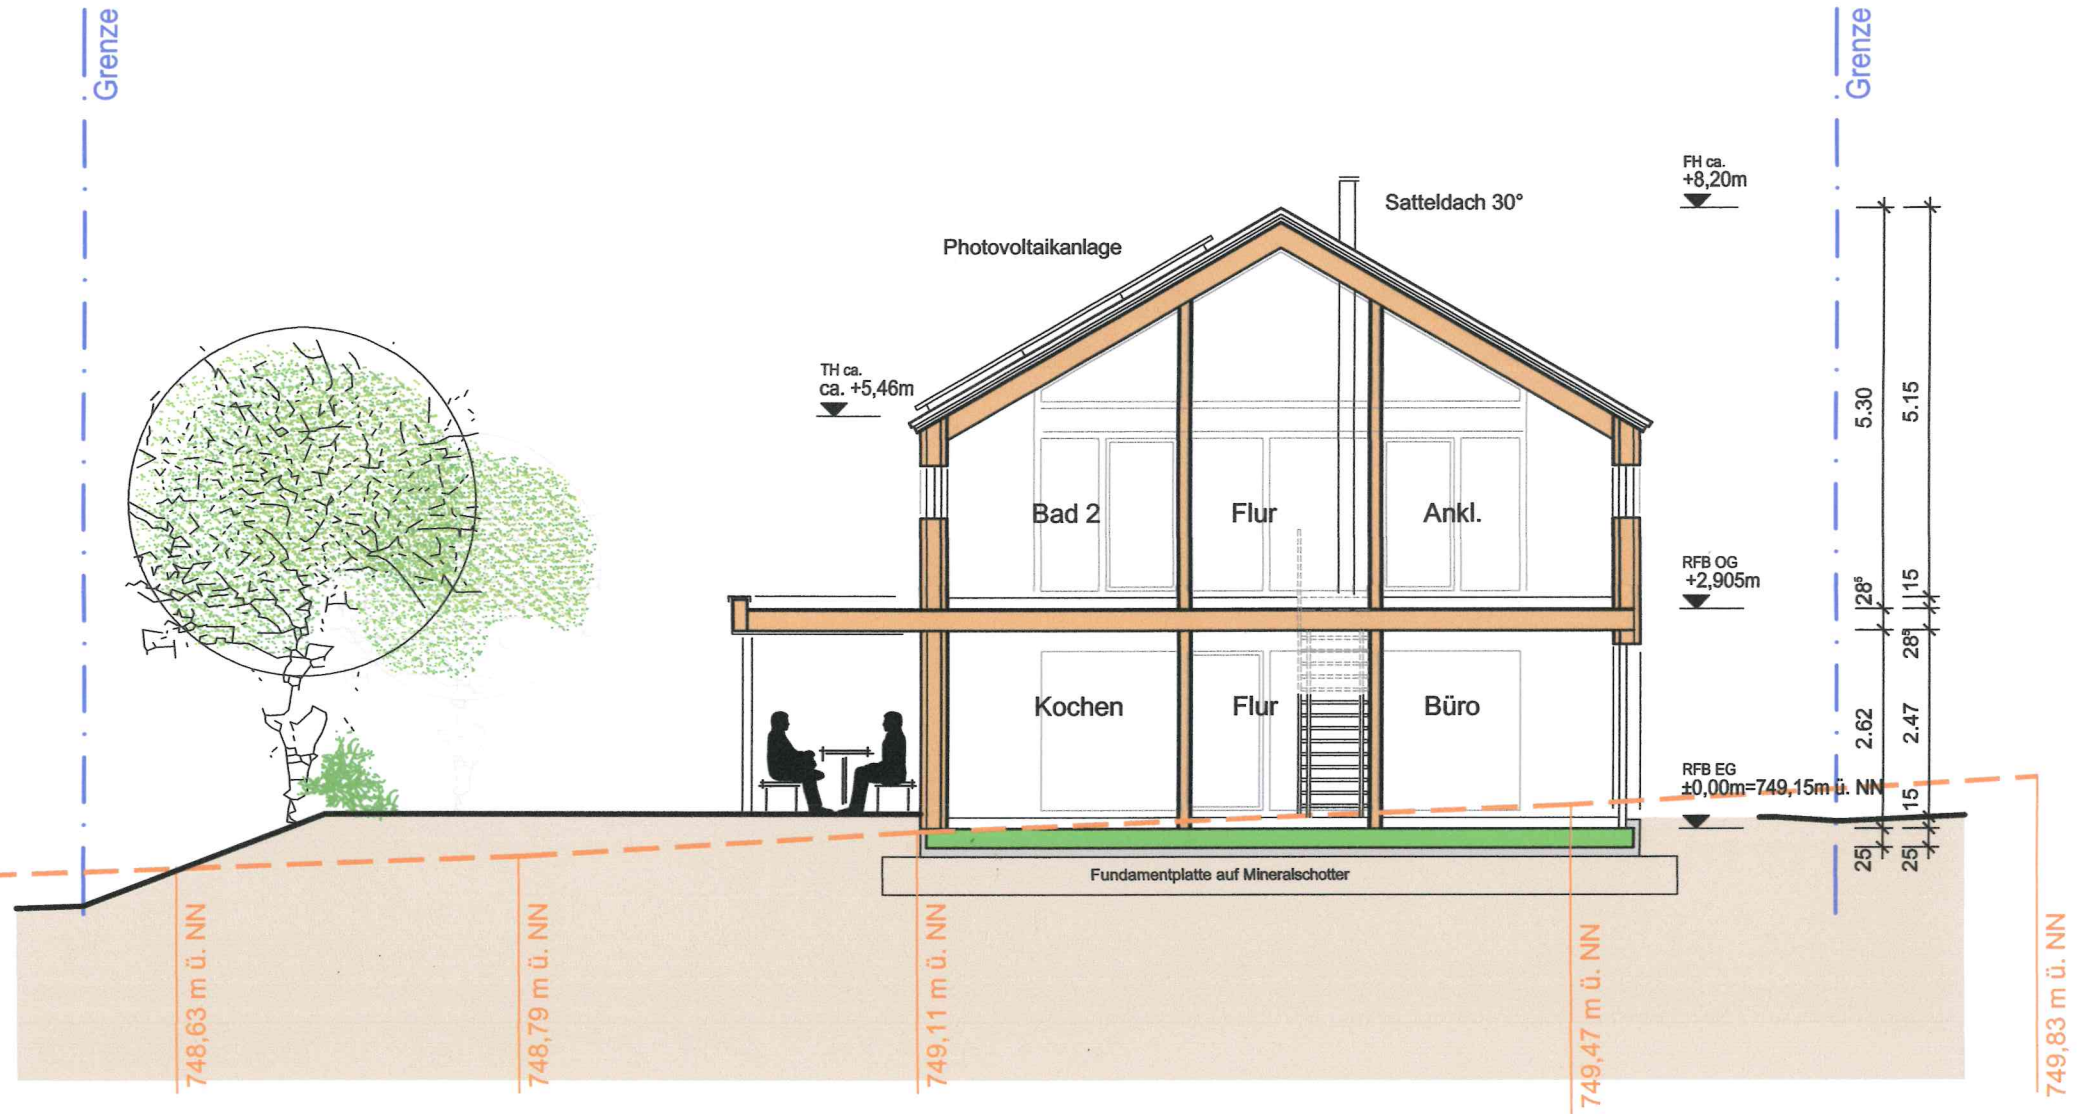 Grenze
Grenze
FH ca.
+8,20m
Satteldach 30°
Photovoltaikanlage
TH ca.
ca. +5,46m
5.30
5.15
Bad 2
Flur
Ankl.
RFB OG
+2,905m
28⁵
15
28⁵
Kochen
Flur
Büro
2.62
2.47
RFB EG
±0,00m=749,15m ü. NN
15
25
25
Fundamentplatte auf Mineralschotter
748,63 m ü. NN
748,79 m ü. NN
749,11 m ü. NN
749,47 m ü. NN
749,83 m ü. NN